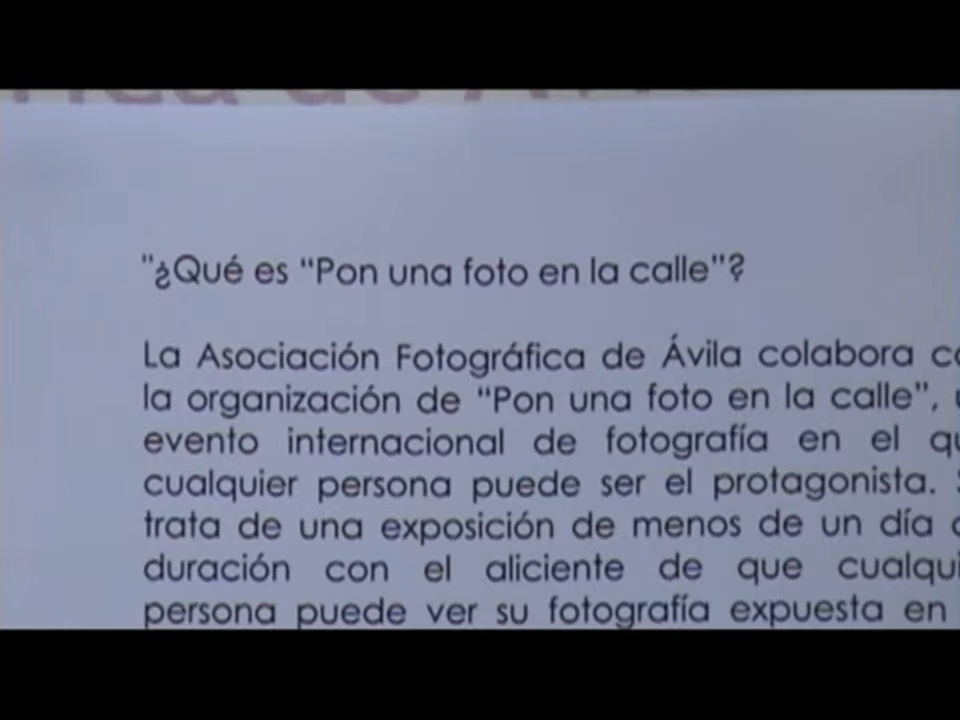 "¿Qué es "Pon una foto en la calle"?
La Asociación Fotográfica de Ávila colabora
la organización de "Pon una foto en la calle",
evento internacional de fotografía en el
cualquier persona puede ser el protagonista.
trata de una exposición de menos de un día
duración con el aliciente de que
persona puede ver su fotografía expuesta en